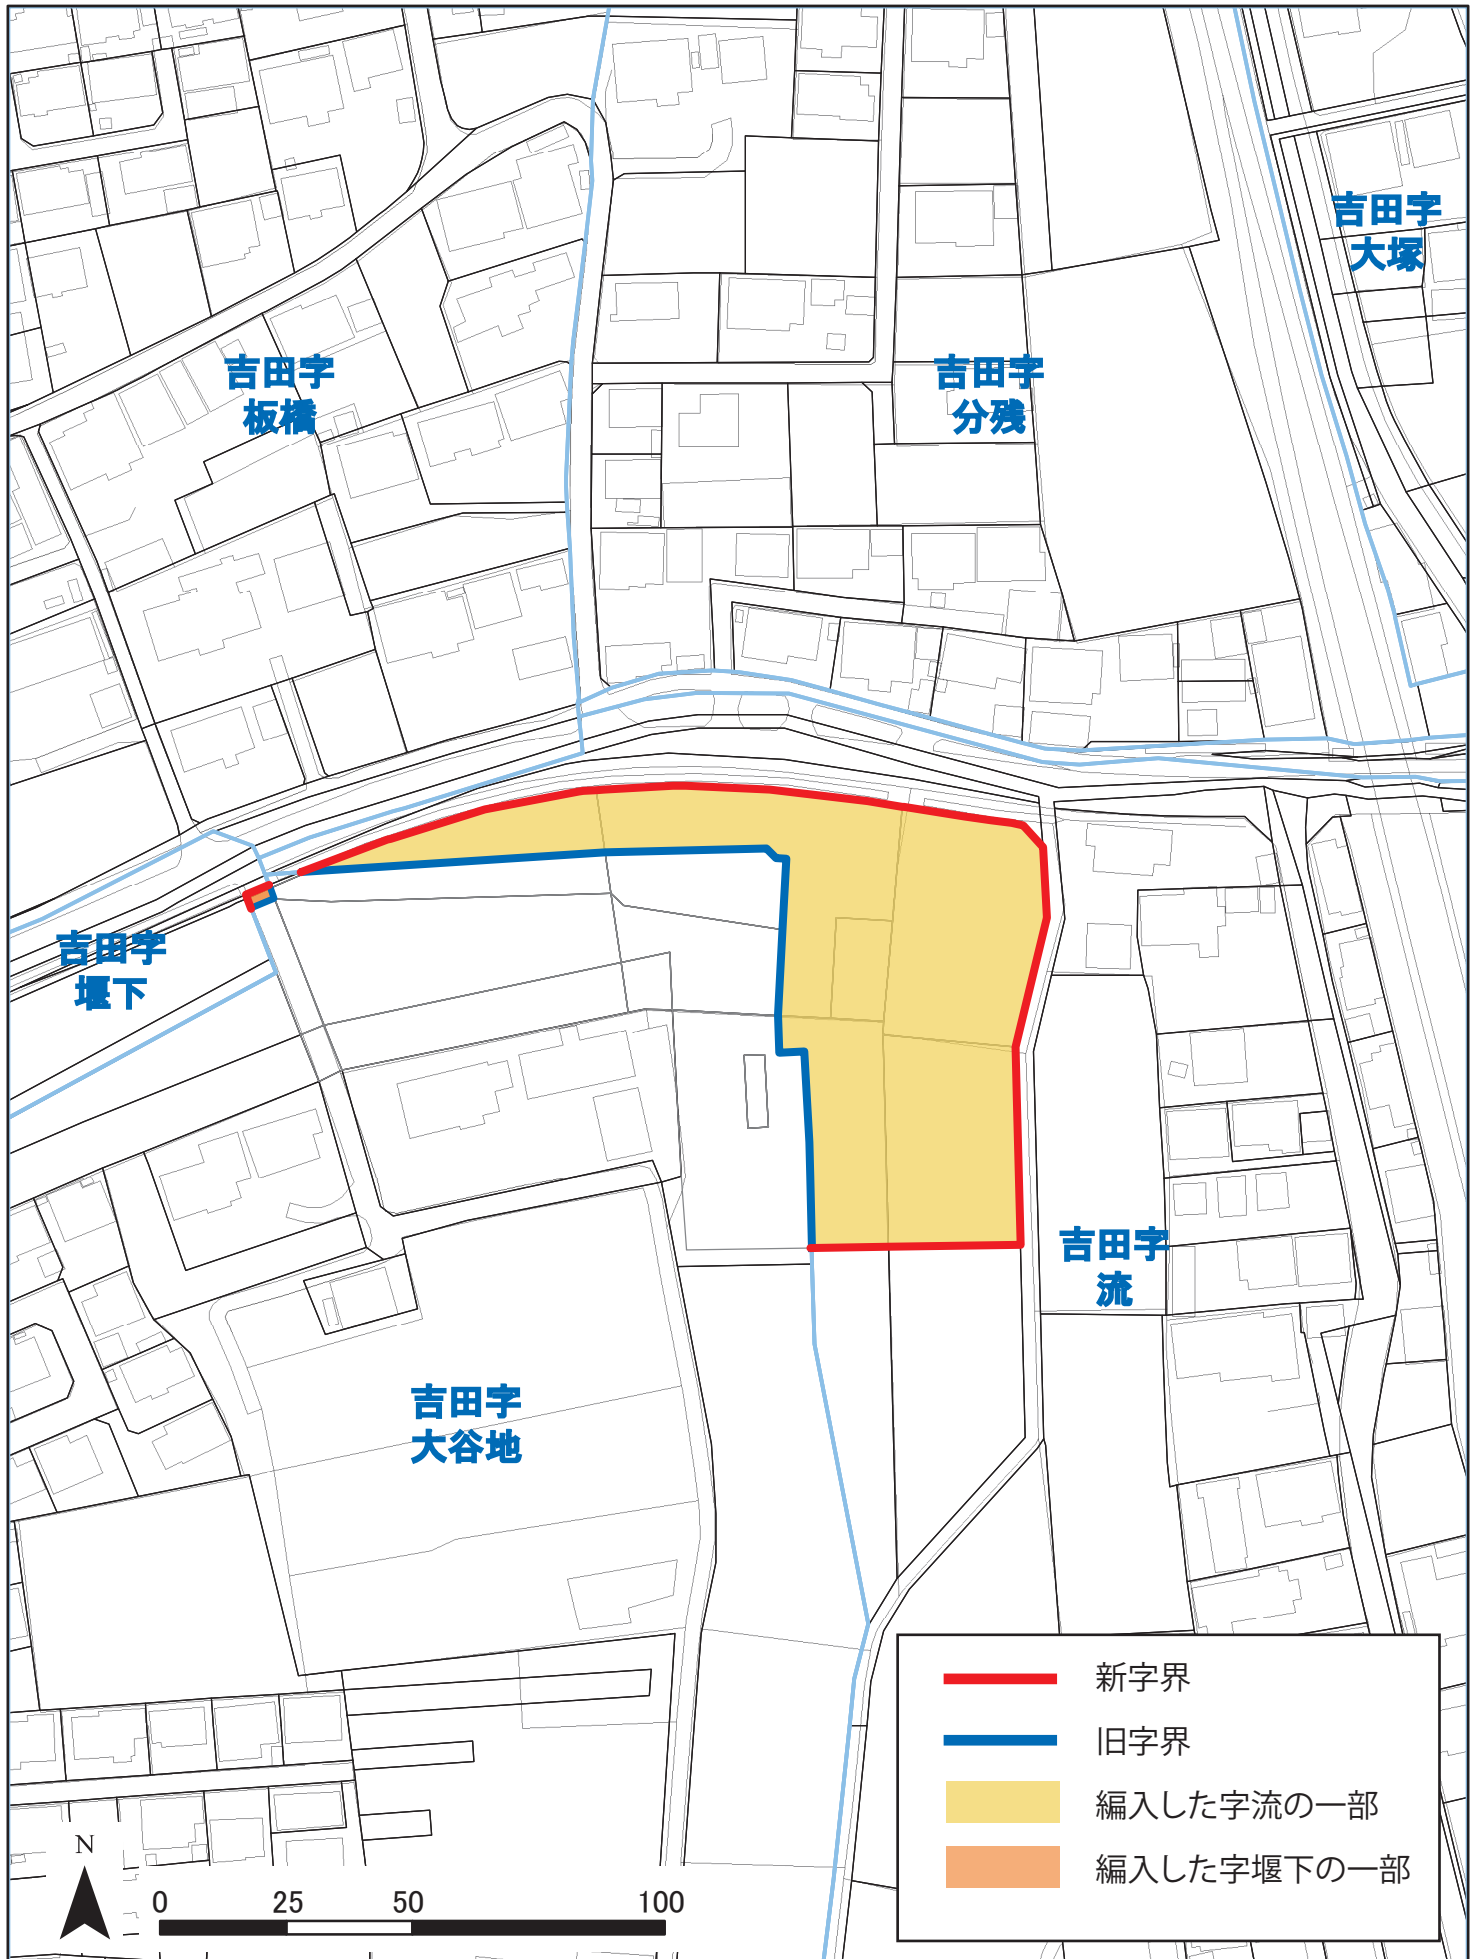 吉田字
大塚
吉田字
板橋
吉田字
分残
吉田字
堰下
吉田字
流
吉田字
大谷地
新字界
旧字界
編入した字流の一部
編入した字堰下の一部
N
0 25 50 100